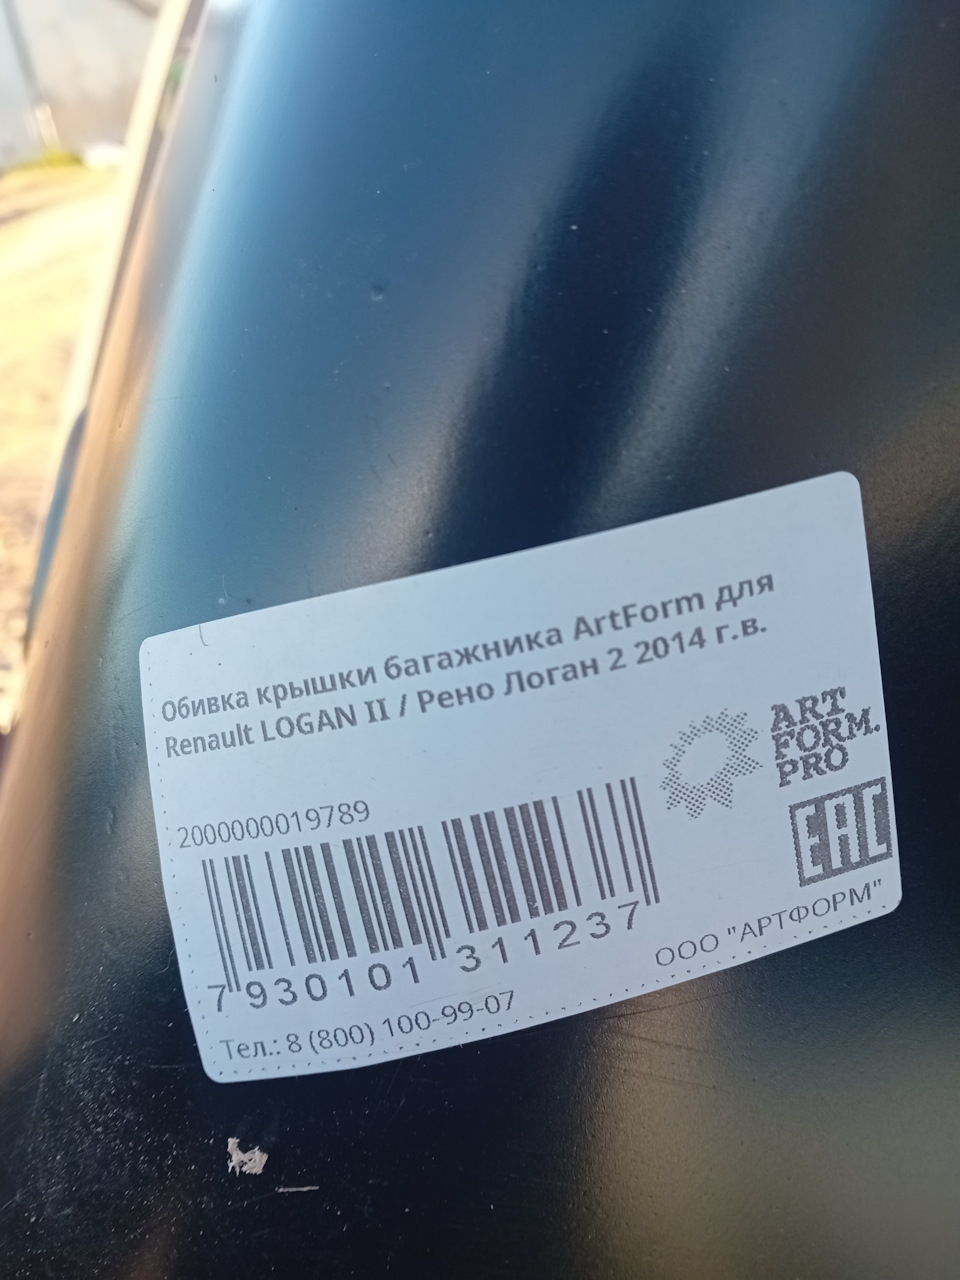 Обивка крышки багажника ArtForm для
Renault LOGAN II / Рено Логан 2 2014 г.в.
ART
FORM.
PRO
2000000019789
EAC
7 930101 311237
ООО "АРТФОРМ"
Тел.: 8 (800) 100-99-07